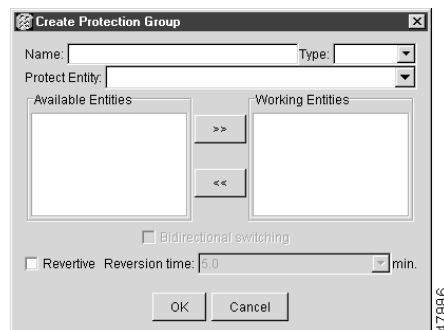 Create Protection Group
Name: Type:
Protect Entity:
Available Entities Working Entities
>>
<<
Bidirectional switching
Revertive Reversion time: 5.0 min.
OK Cancel
47996